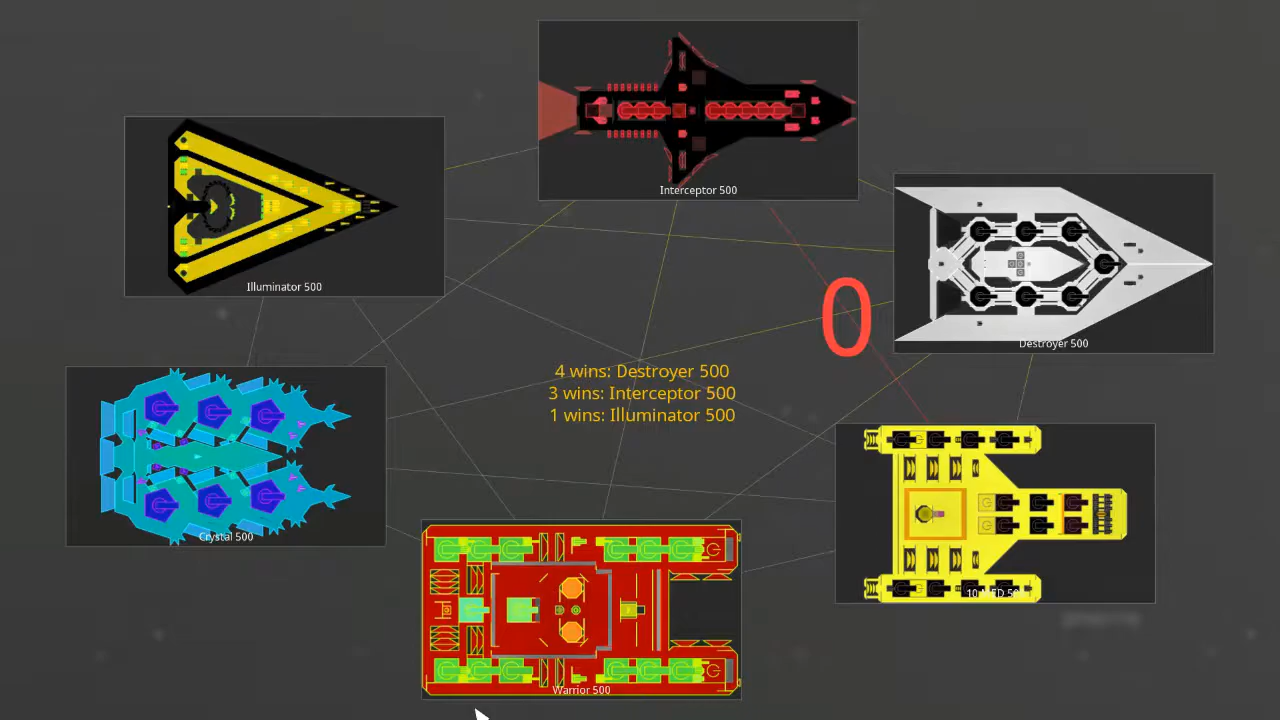 Interceptor 500
Illuminator 500
Destroyer 500
0
4 wins: Destroyer 500
3 wins: Interceptor 500
1 wins: Illuminator 500
Crystal 500
Warrior 500